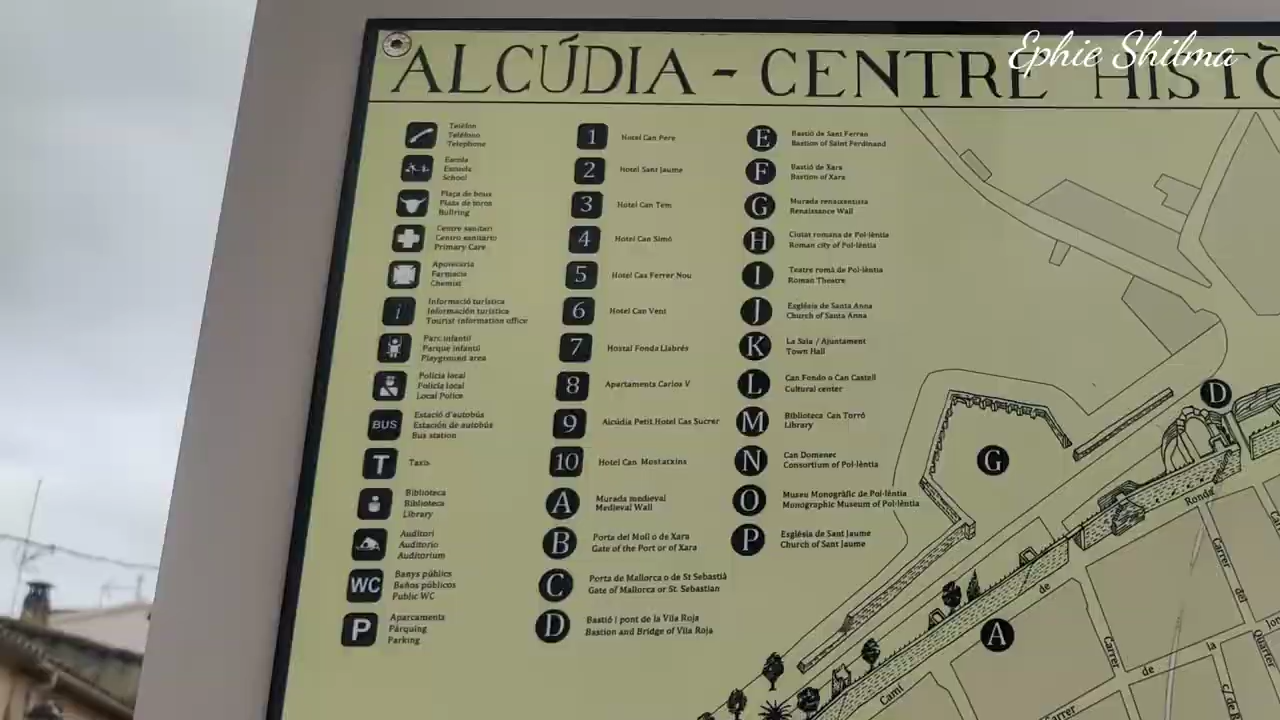 Ephie Shilma
ALCÚDIA - CENTRE HISTÒ
Telèfon
Teléfono
Telephone
Escola
Escuela
School
Plaça de bous
Plaza de toros
Bullring
Centre sanitari
Centro sanitario
Primary Care
Apotecaria
Farmacia
Chemist
i
Informació turística
Información turística
Tourist information office
Parc infantil
Parque infantil
Playground area
Policia local
Policía local
Local Police
BUS
Estació d'autobús
Estación de autobús
Bus station
T
Taxis
Biblioteca
Biblioteca
Library
Auditori
Auditorio
Auditorium
WC
Banys públics
Baños públicos
Public WC
P
Aparcaments
Párquing
Parking
1 Hotel Can Pere
2 Hotel Sant Jaume
3 Hotel Can Tem
4 Hotel Can Simó
5 Hotel Cas Ferrer Nou
6 Hotel Can Vent
7 Hostal Fonda Llabrés
8 Apartaments Carlos V
9 Alcúdia Petit Hotel Cas Sucrer
10 Hotel Can Mostatxins
A Murada medieval
Medieval Wall
B Porta del Moll o de Xara
Gate of the Port or of Xara
C Porta de Mallorca o de St Sebastià
Gate of Mallorca or St. Sebastian
D Bastió i pont de la Vila Roja
Bastion and Bridge of Vila Roja
E Bastió de Sant Ferran
Bastion of Saint Ferdinand
F Bastió de Xara
Bastion of Xara
G Murada renaixentista
Renaissance Wall
H Ciutat romana de Pol·lèntia
Roman city of Pol·lèntia
I Teatre romà de Pol·lèntia
Roman Theatre
J Església de Santa Anna
Church of Santa Anna
K La Sala / Ajuntament
Town Hall
L Can Fondo o Can Castell
Cultural center
M Biblioteca Can Torró
Library
N Can Domenec
Consortium of Pol·lèntia
O Museu Monogràfic de Pol·lèntia
Monographic Museum of Pol·lèntia
P Església de Sant Jaume
Church of Sant Jaume
D
G
A
Ronda
Camí
de
Carrer
del
Carrer
de
la
Carrer
Quarter
c/ de